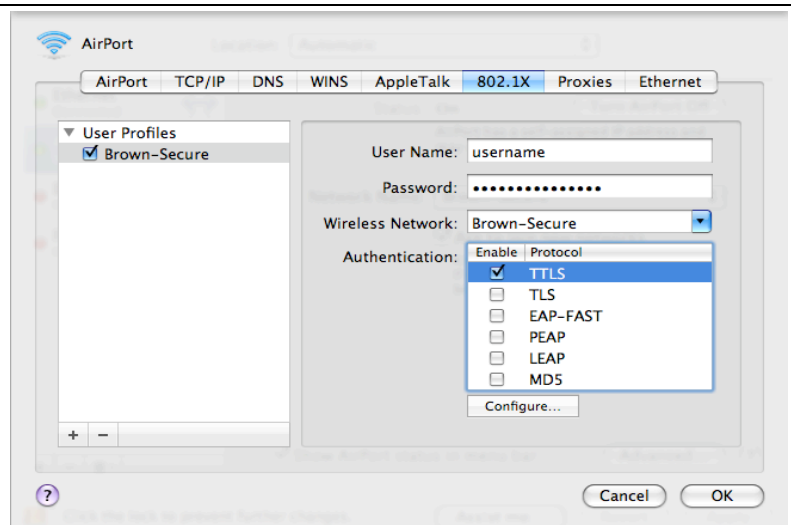 AirPort
AirPort TCP/IP DNS WINS AppleTalk 802.1X Proxies Ethernet
User Profiles
Brown-Secure
User Name: username
Password: •••••••••••••••
Wireless Network: Brown-Secure
Authentication:
Enable Protocol
TTLS
TLS
EAP-FAST
PEAP
LEAP
MD5
Configure...
+ −
? Cancel OK